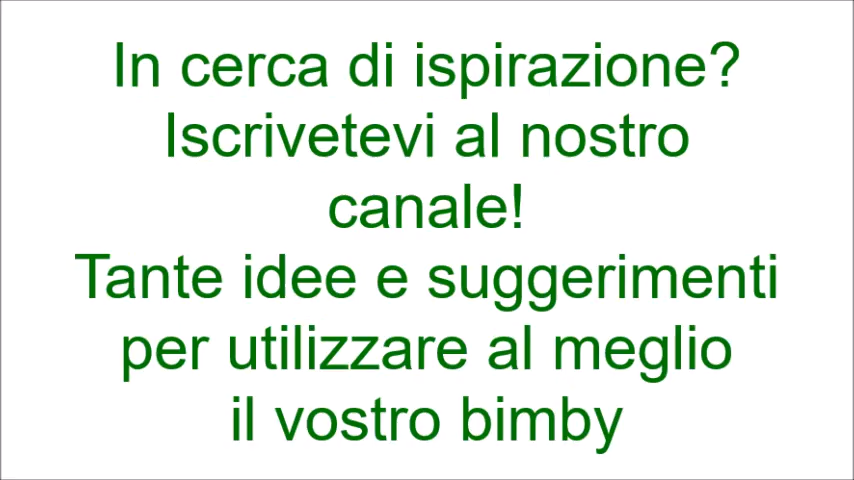 In cerca di ispirazione?
Iscrivetevi al nostro
canale!
Tante idee e suggerimenti
per utilizzare al meglio
il vostro bimby